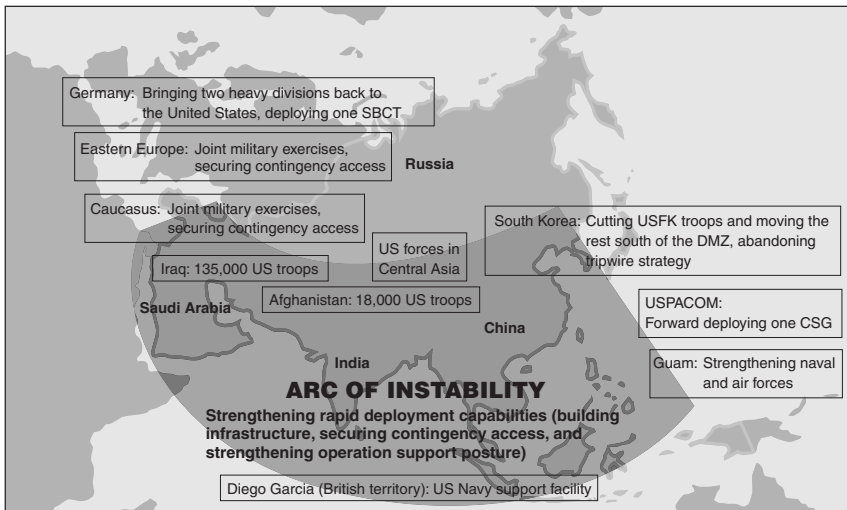 Germany: Bringing two heavy divisions back to
the United States, deploying one SBCT
Eastern Europe: Joint military exercises,
securing contingency access
Russia
Caucasus: Joint military exercises,
securing contingency access
South Korea: Cutting USFK troops and moving the
rest south of the DMZ, abandoning
tripwire strategy
US forces in
Central Asia
Iraq: 135,000 US troops
Afghanistan: 18,000 US troops
Saudi Arabia
USPACOM:
Forward deploying one CSG
China
India
Guam: Strengthening naval
and air forces
ARC OF INSTABILITY
Strengthening rapid deployment capabilities (building
infrastructure, securing contingency access, and
strengthening operation support posture)
Diego Garcia (British territory): US Navy support facility